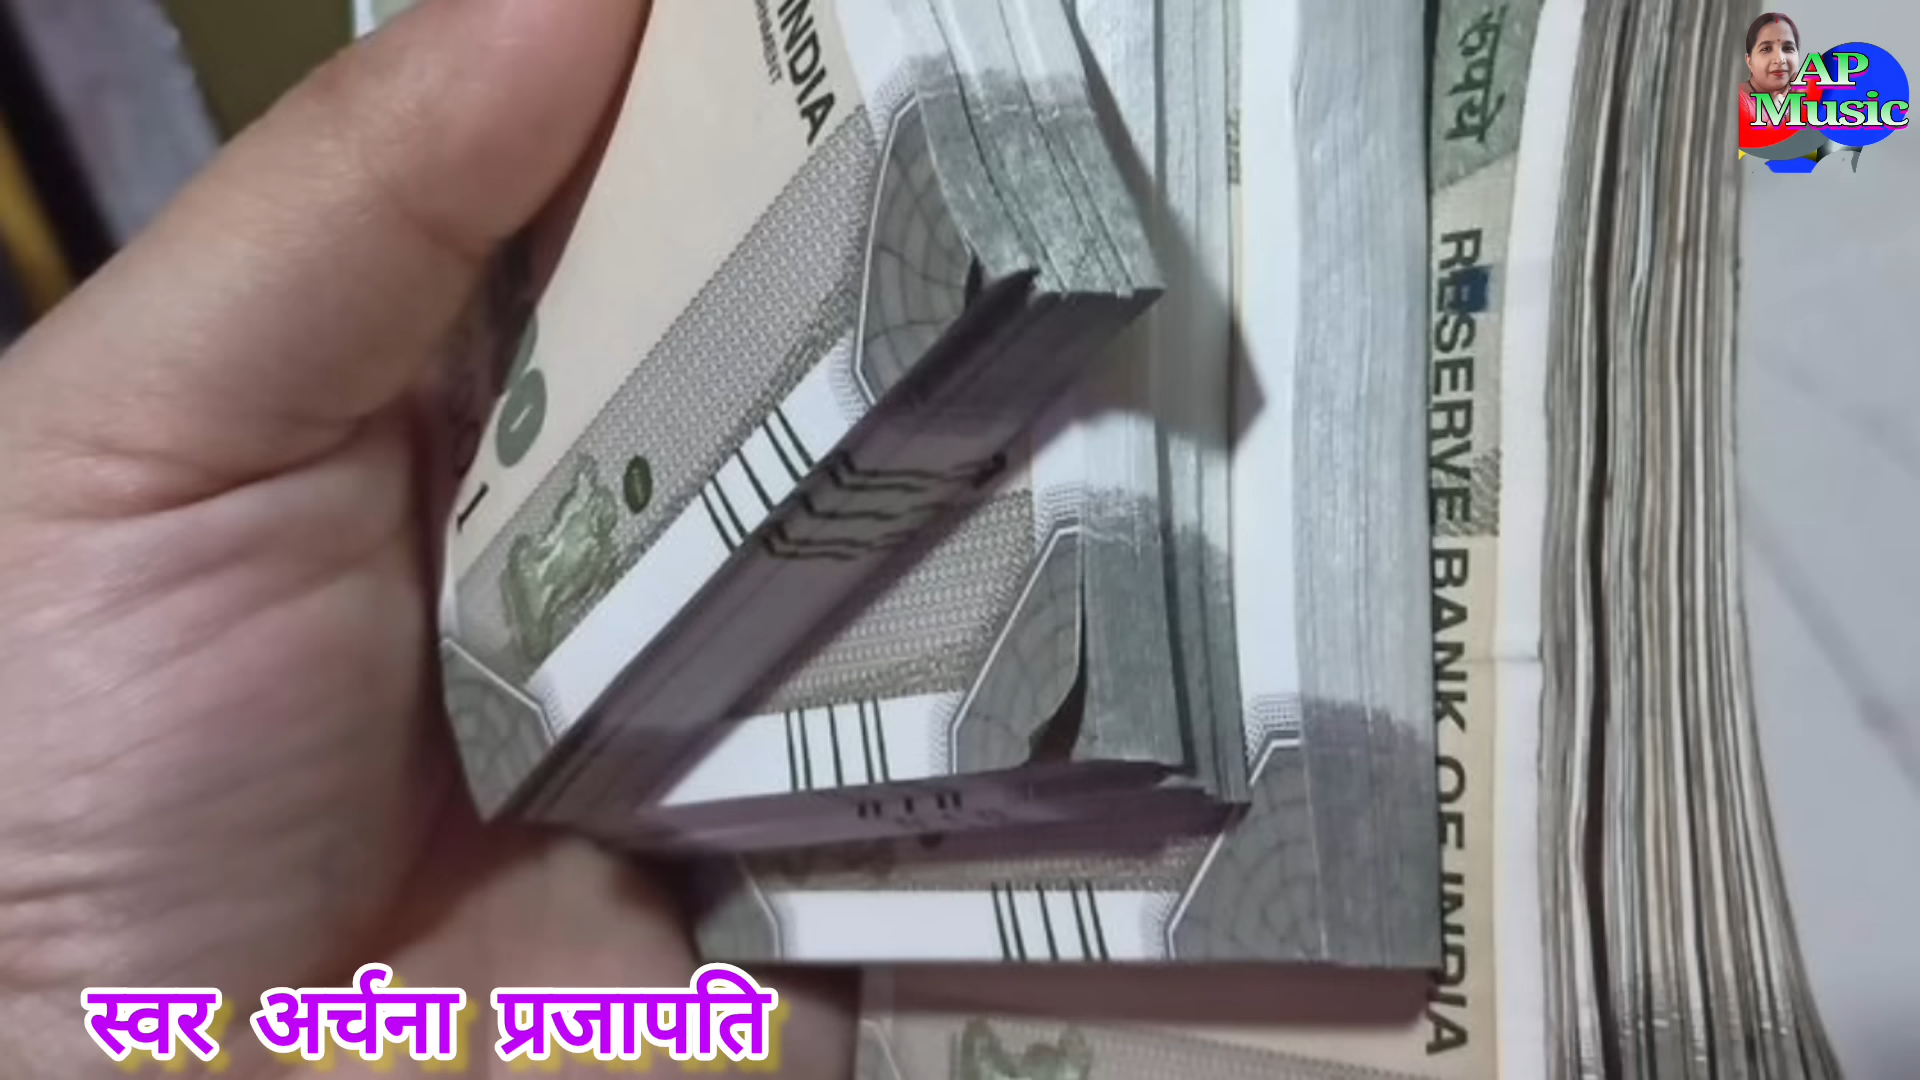 INDIA
रुपये
AP
Music
RESERVE BANK OF INDIA
स्वर अर्चना प्रजापति